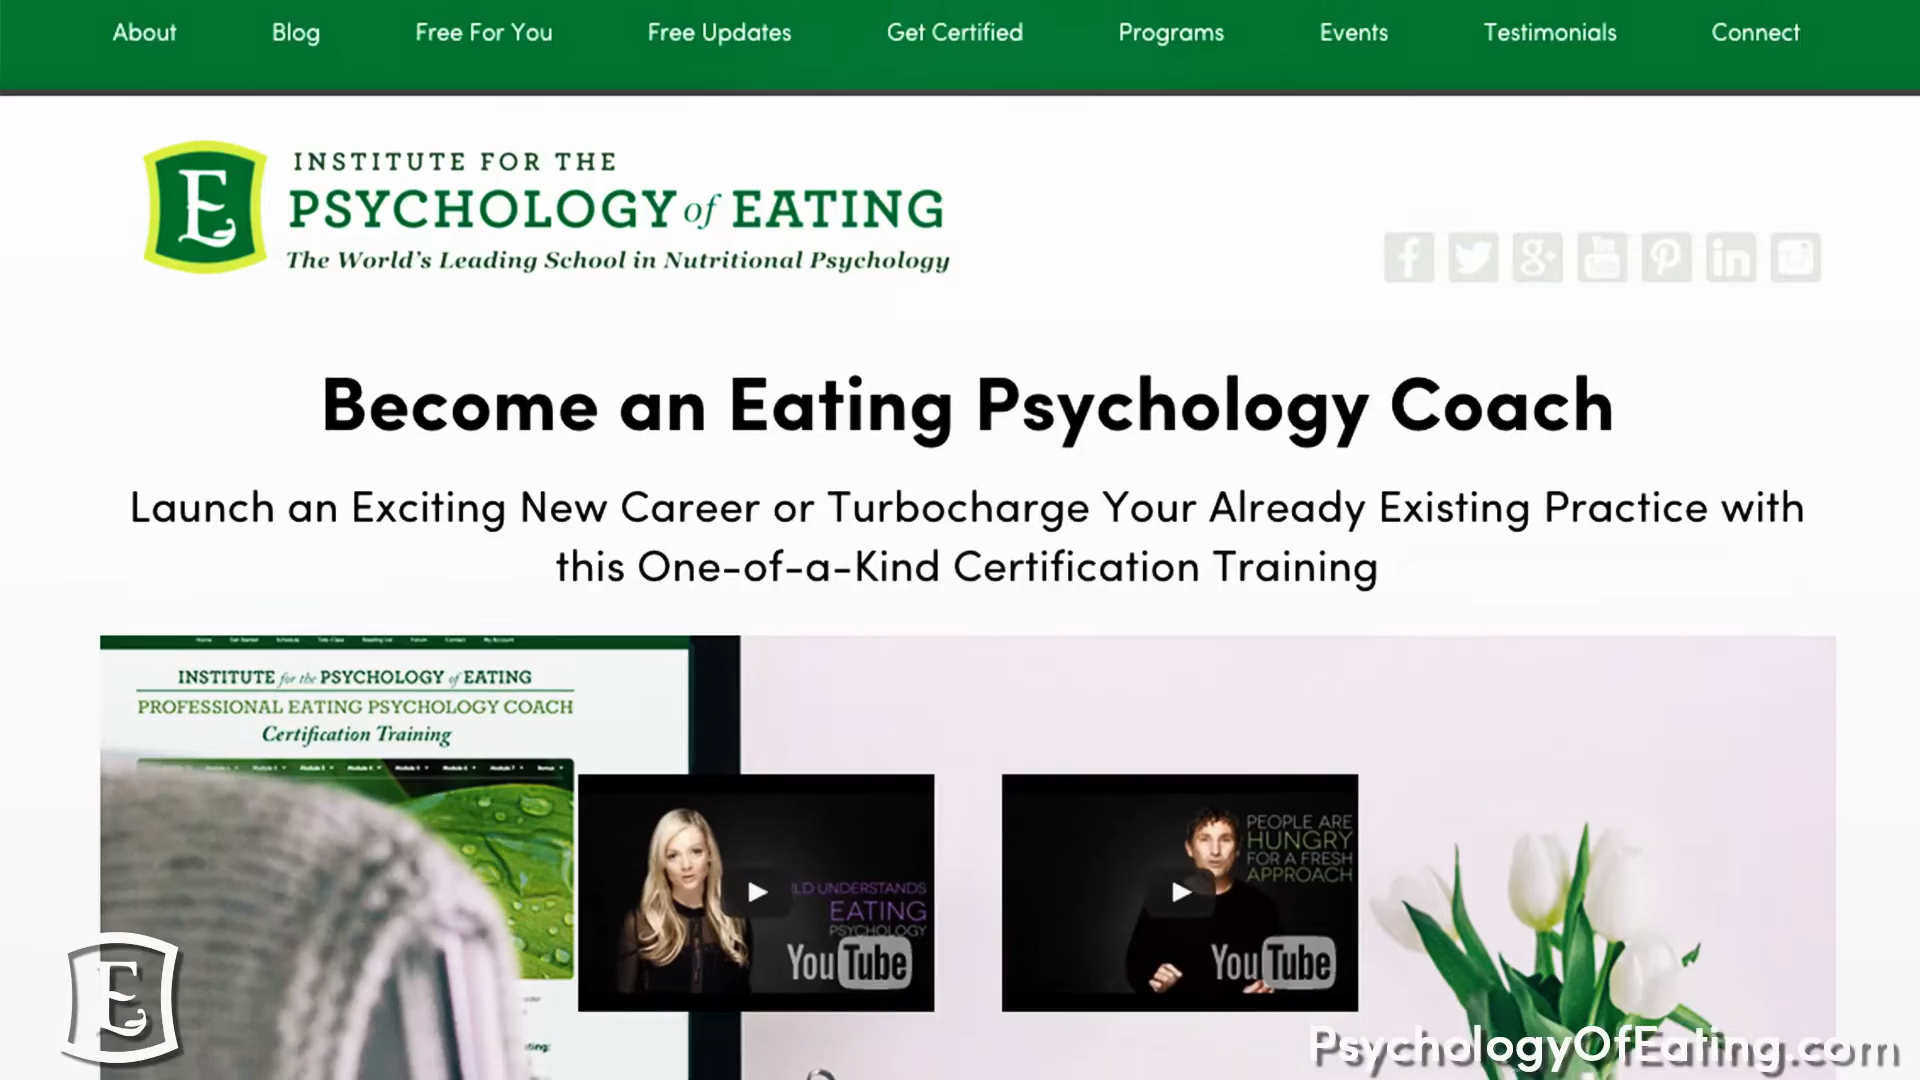 About Blog Free For You Free Updates Get Certified Programs Events Testimonials Connect
E
INSTITUTE FOR THE
PSYCHOLOGY of EATING
The World's Leading School in Nutritional Psychology
Become an Eating Psychology Coach
Launch an Exciting New Career or Turbocharge Your Already Existing Practice with
this One-of-a-Kind Certification Training
INSTITUTE for the PSYCHOLOGY of EATING
PROFESSIONAL EATING PSYCHOLOGY COACH
Certification Training
LD UNDERSTANDS
EATING
PSYCHOLOGY
YouTube
PEOPLE ARE
HUNGRY
FOR A FRESH
APPROACH
YouTube
E
PsychologyOfEating.com